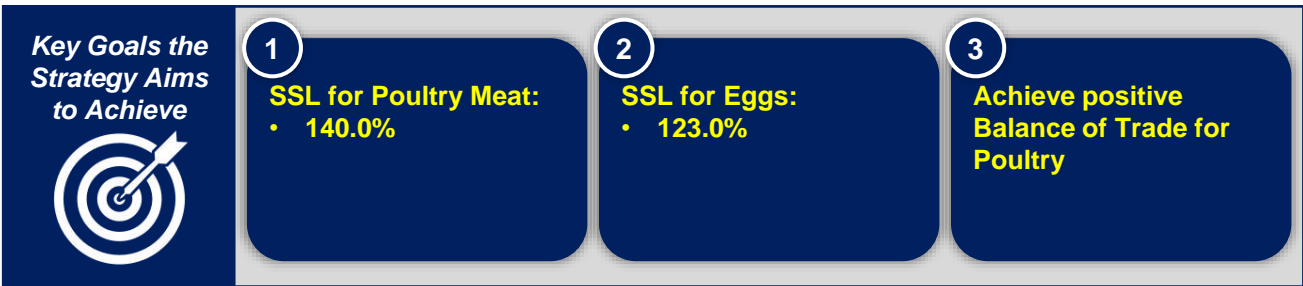 Key Goals the
Strategy Aims
to Achieve
1
SSL for Poultry Meat:
• 140.0%
2
SSL for Eggs:
• 123.0%
3
Achieve positive
Balance of Trade for
Poultry